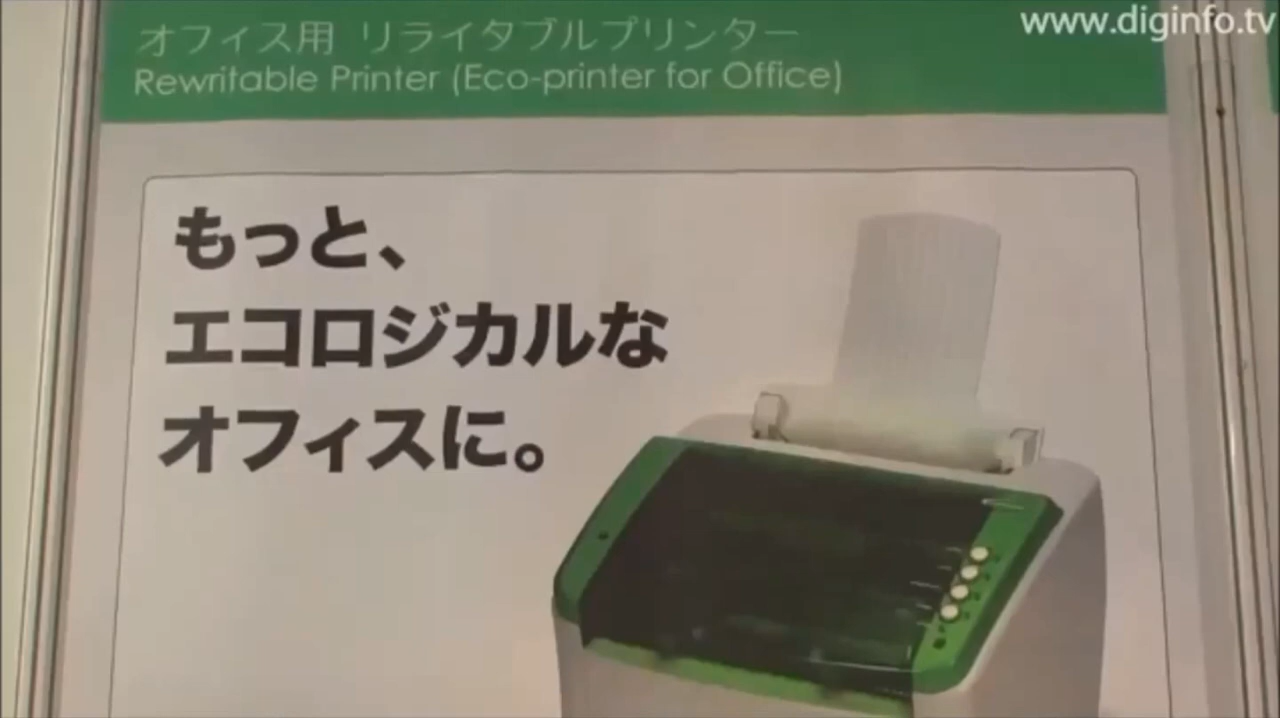 www.diginfo.tv
オフィス用 リライタブルプリンター
Rewritable Printer (Eco-printer for Office)
もっと、
エコロジカルな
オフィスに。